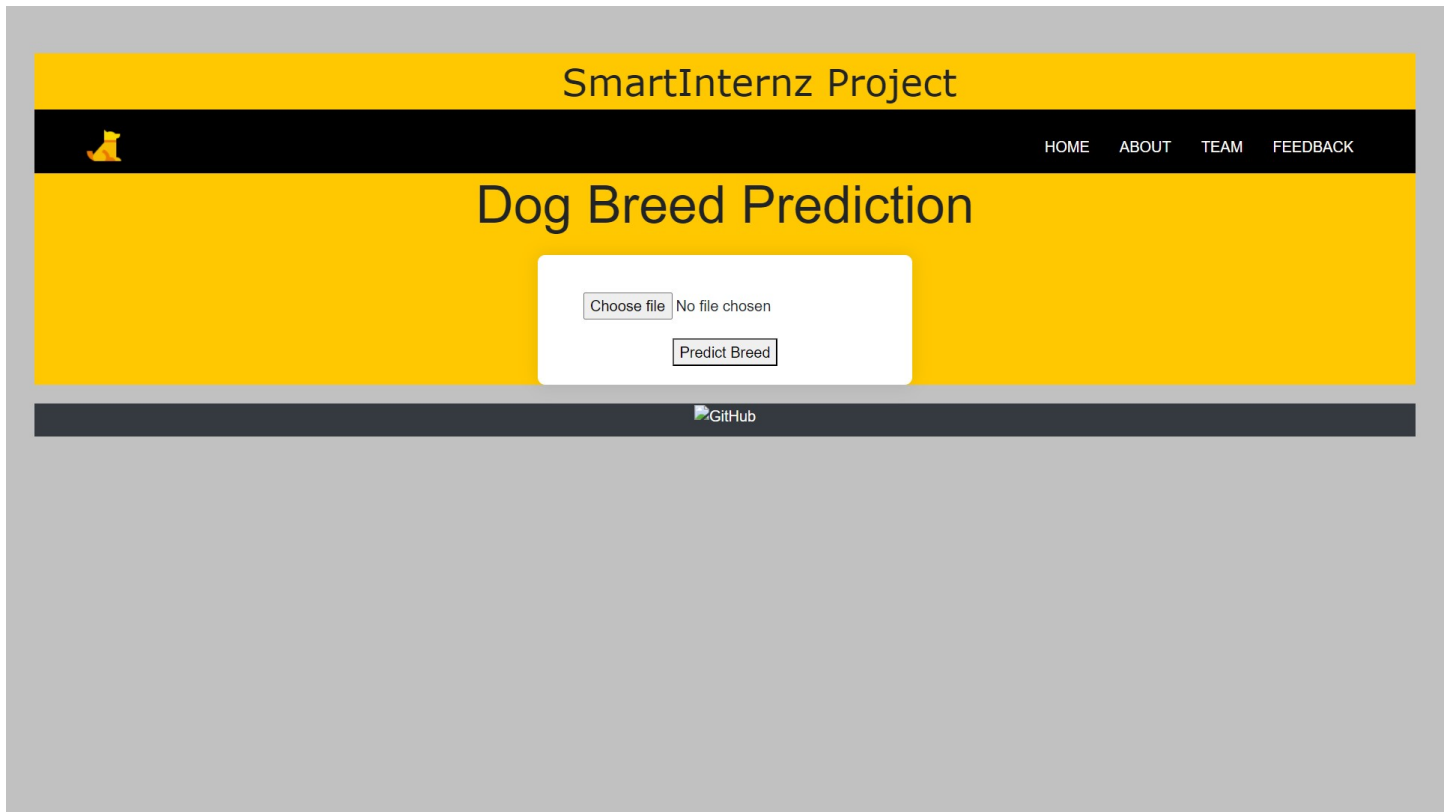 SmartInternz Project
HOME ABOUT TEAM FEEDBACK
Dog Breed Prediction
Choose file No file chosen
Predict Breed
GitHub